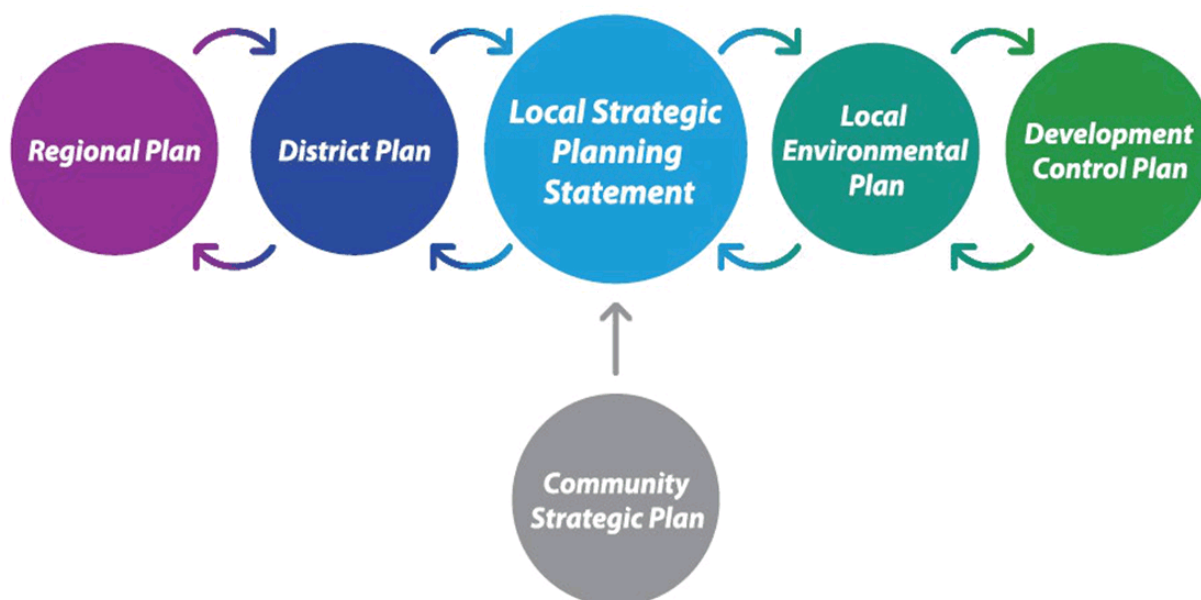 Regional Plan
District Plan
Local Strategic
Planning
Statement
Local
Environmental
Plan
Development
Control Plan
Community
Strategic Plan